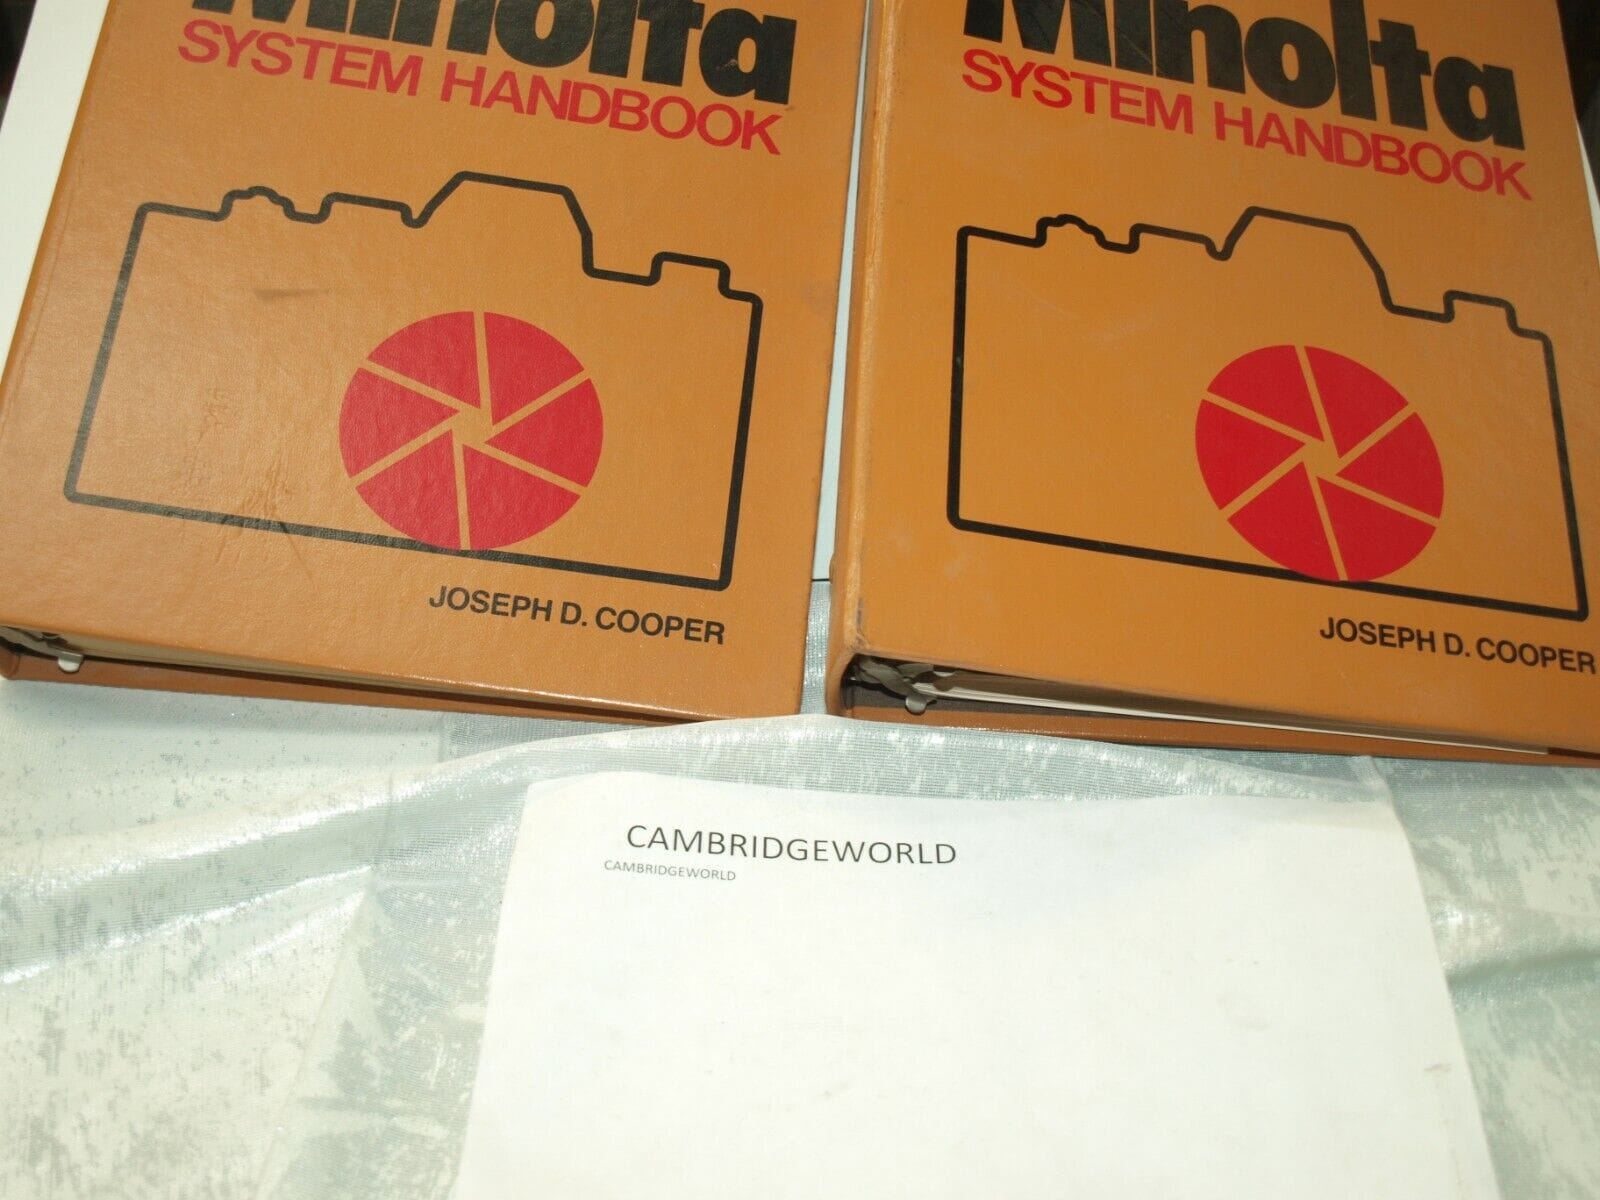 Minolta
SYSTEM HANDBOOK
JOSEPH D. COOPER
Minolta
SYSTEM HANDBOOK
JOSEPH D. COOPER
CAMBRIDGEWORLD
CAMBRIDGEWORLD